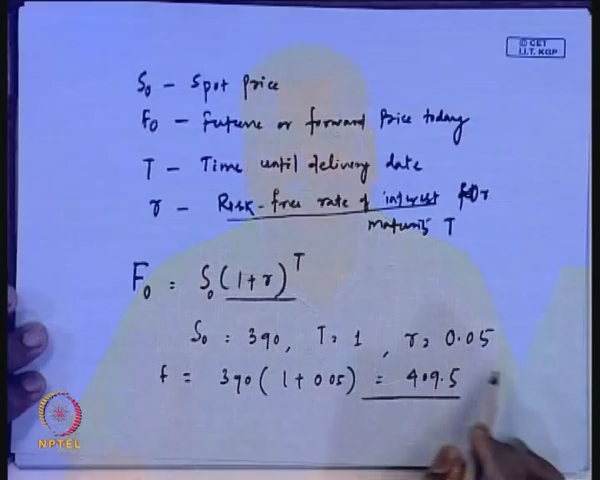 © CET
I.I.T. KGP
S₀ – Spot Price
F₀ – Future or forward Price today
T – Time until delivery date
r – Risk-free rate of interest for
maturity T
F₀ = S₀(1+r)^T
S₀ = 390, T = 1, r = 0.05
f = 390(1+0.05) = 409.5
NPTEL